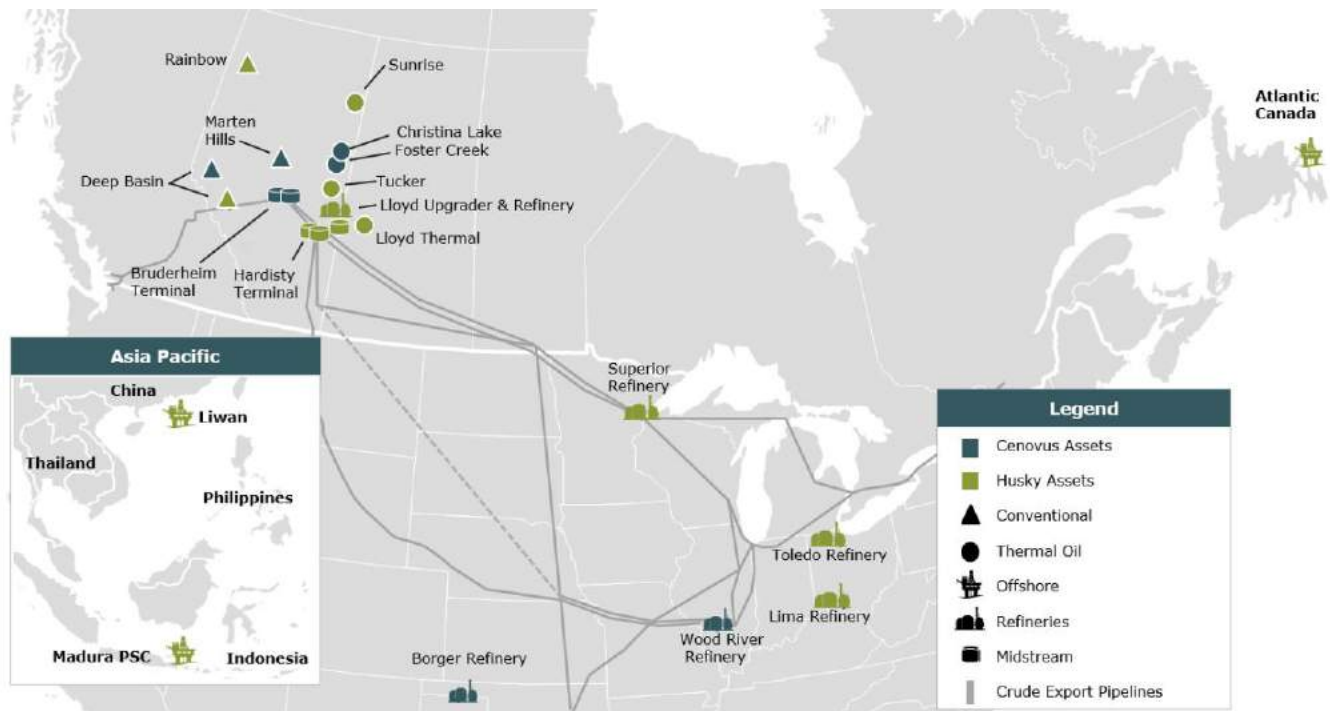 Rainbow
Sunrise
Marten
Hills
Christina Lake
Foster Creek
Deep Basin
Tucker
Lloyd Upgrader & Refinery
Lloyd Thermal
Bruderheim
Terminal
Hardisty
Terminal
Atlantic
Canada
Asia Pacific
China
Liwan
Thailand
Philippines
Madura PSC
Indonesia
Superior
Refinery
Toledo Refinery
Lima Refinery
Wood River
Refinery
Borger Refinery
Legend
Cenovus Assets
Husky Assets
Conventional
Thermal Oil
Offshore
Refineries
Midstream
Crude Export Pipelines